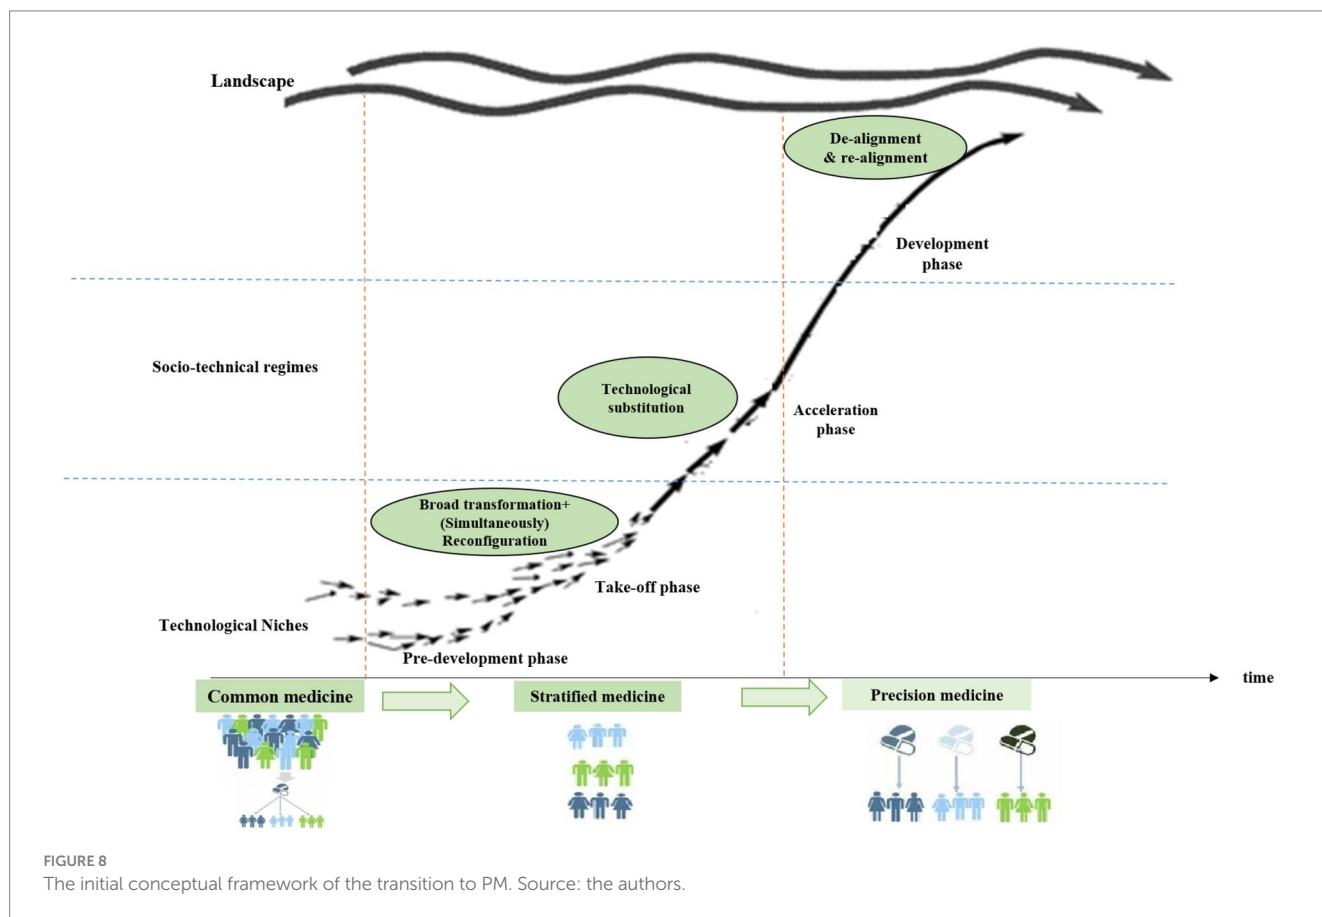 Landscape
De-alignment
& re-alignment
Development
phase
Socio-technical regimes
Technological
substitution
Acceleration
phase
Broad transformation+
(Simultaneously)
Reconfiguration
Take-off phase
Technological Niches
Pre-development phase
time
Common medicine
Stratified medicine
Precision medicine
FIGURE 8
The initial conceptual framework of the transition to PM. Source: the authors.